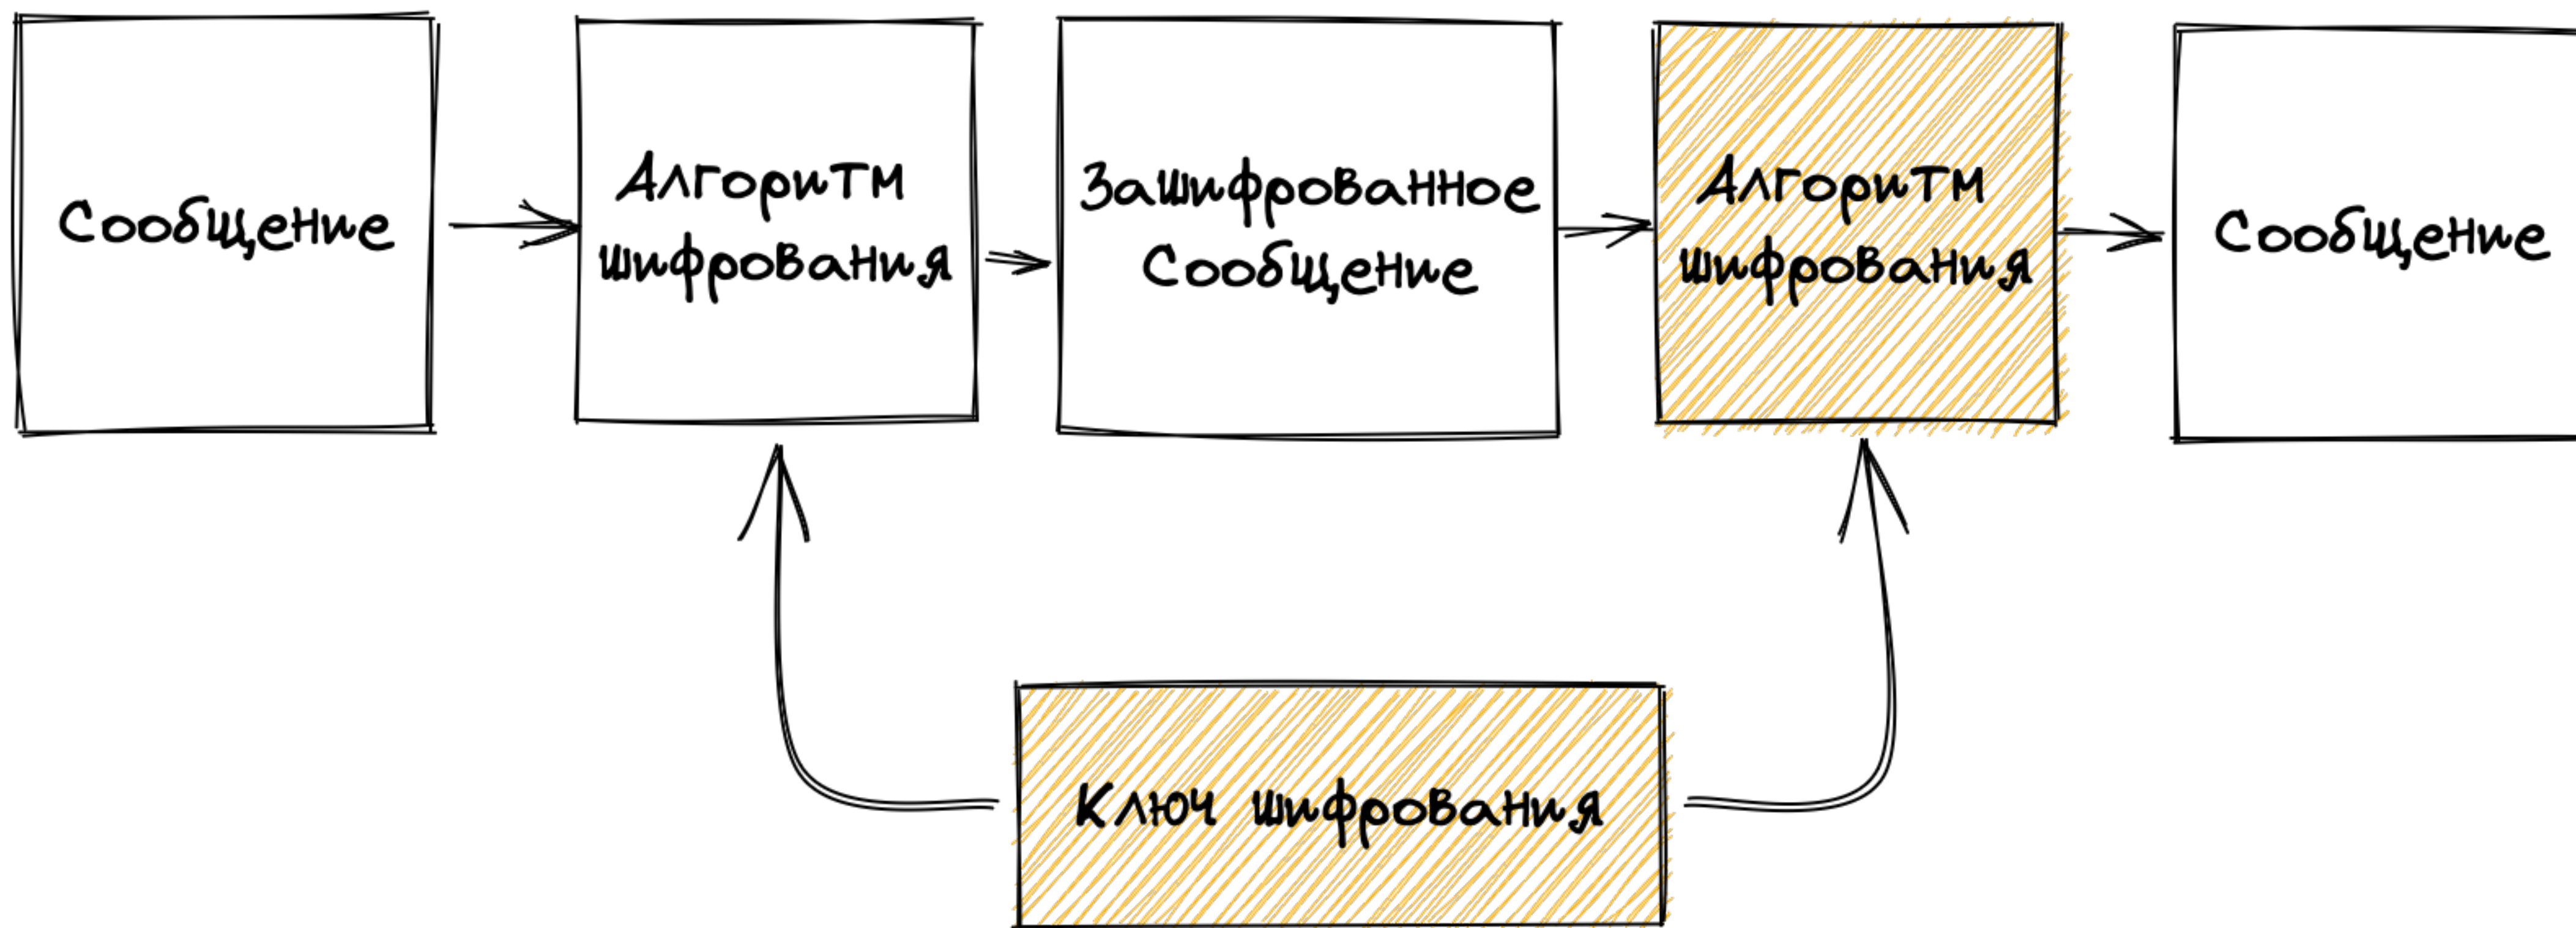 Сообщение
Алгоритм
шифрования
Зашифрованное
Сообщение
Алгоритм
шифрования
Сообщение
Ключ шифрования